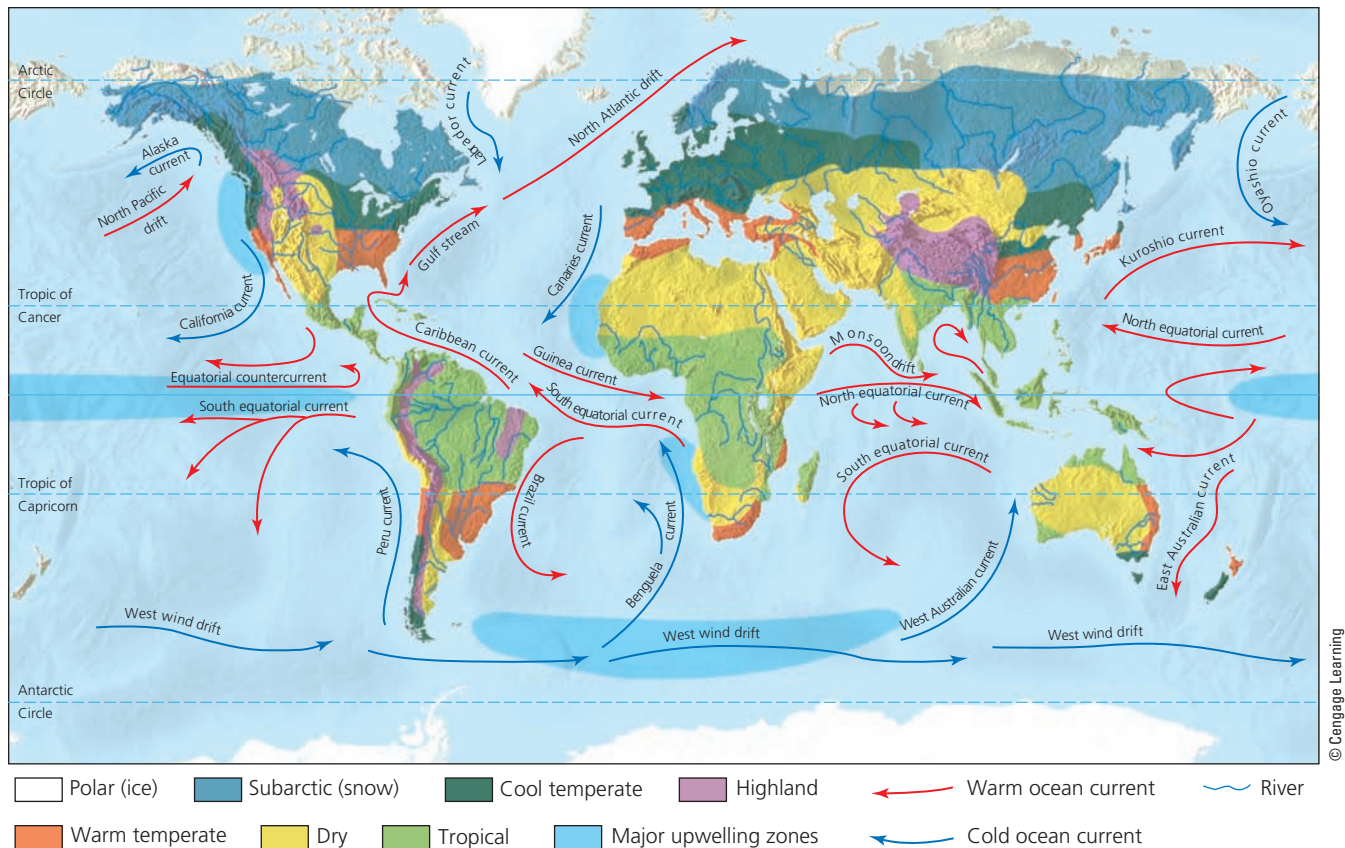 Arctic
Circle
Labrador current
North Atlantic drift
Alaska
current
North Pacific
drift
Oyashio current
Gulf stream
Canaries current
Kuroshio current
Tropic of
Cancer
California current
Caribbean current
Guinea current
Monsoon drift
North equatorial current
Equatorial countercurrent
South equatorial current
South equatorial current
North equatorial current
South equatorial current
Tropic of
Capricorn
Peru current
Brazil current
Benguela
current
West Australian current
East Australian current
West wind drift
West wind drift
West wind drift
Antarctic
Circle
© Cengage Learning
Polar (ice)
Subarctic (snow)
Cool temperate
Highland
Warm ocean current
River
Warm temperate
Dry
Tropical
Major upwelling zones
Cold ocean current